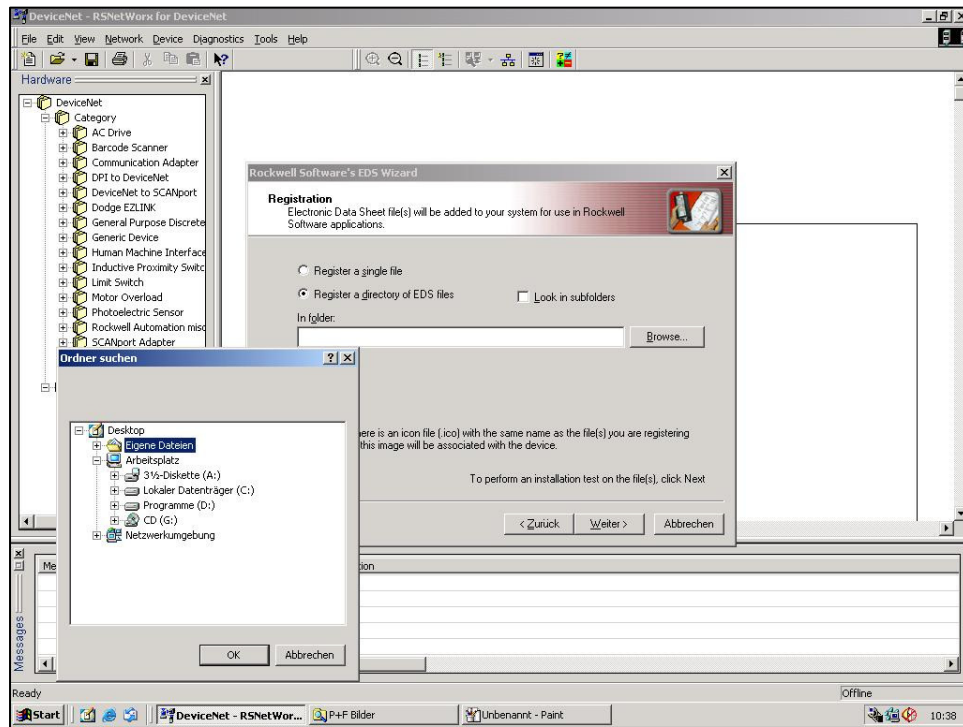 DeviceNet - RSNetWorx for DeviceNet
File Edit View Network Device Diagnostics Tools Help
Hardware
DeviceNet
Category
AC Drive
Barcode Scanner
Communication Adapter
DPI to DeviceNet
DeviceNet to SCANport
Dodge EZLINK
General Purpose Discrete
Generic Device
Human Machine Interface
Inductive Proximity Switc
Limit Switch
Motor Overload
Photoelectric Sensor
Rockwell Automation misc
SCANport Adapter
Rockwell Software's EDS Wizard
Registration
Electronic Data Sheet file(s) will be added to your system for use in Rockwell
Software applications.
Register a single file
Register a directory of EDS files
Look in subfolders
In folder:
Browse...
here is an icon file (.ico) with the same name as the file(s) you are registering
this image will be associated with the device.
To perform an installation test on the file(s), click Next
< Zurück Weiter > Abbrechen
Ordner suchen
Desktop
Eigene Dateien
Arbeitsplatz
3½-Diskette (A:)
Lokaler Datenträger (C:)
Programme (D:)
CD (G:)
Netzwerkumgebung
OK Abbrechen
Messages
Me
ion
Ready
Offline
Start
DeviceNet - RSNetWor...
P+F Bilder
Unbenannt - Paint
10:38